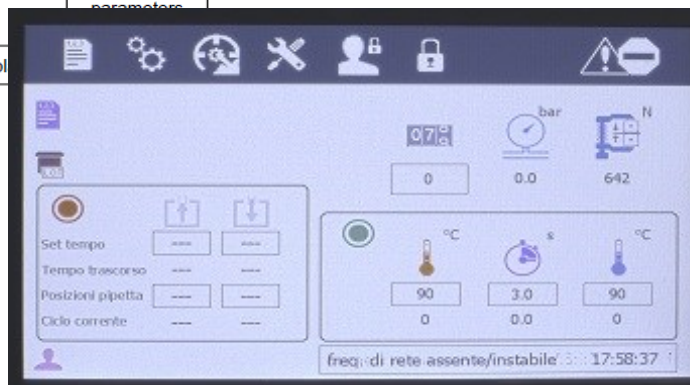 parameters
bar
N
0
0.0
642
Set tempo --- ---
Tempo trascorso --- ---
Posizioni pipetta --- ---
Ciclo corrente --- ---
°C s °C
90 3.0 90
0 0.0 0
freq. di rete assente/instabile 17:58:37